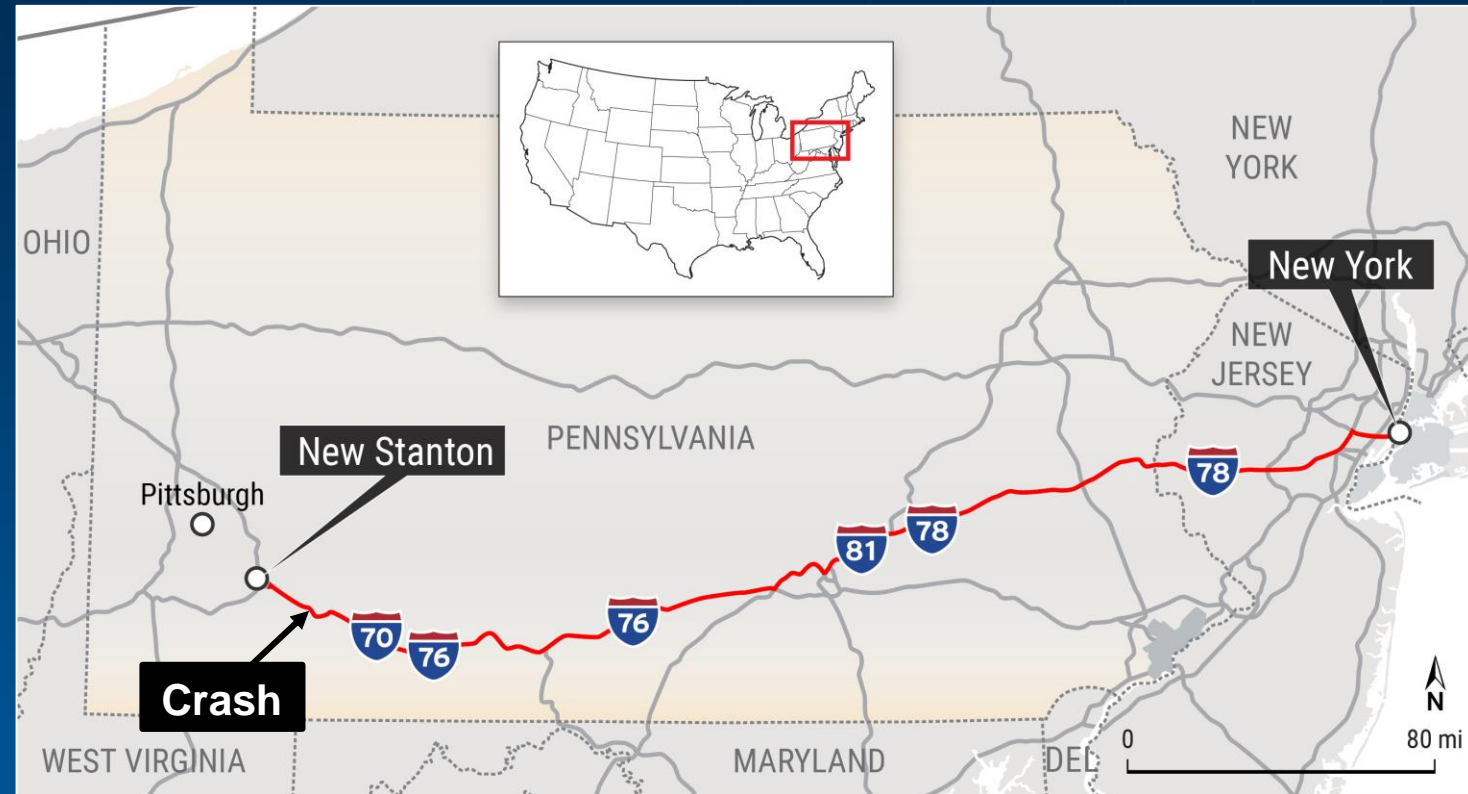 NEW
YORK
OHIO
New York
NEW
JERSEY
New Stanton
PENNSYLVANIA
Pittsburgh
78
78
81
76
70
76
Crash
N
WEST VIRGINIA
MARYLAND
DEL
0
80 mi